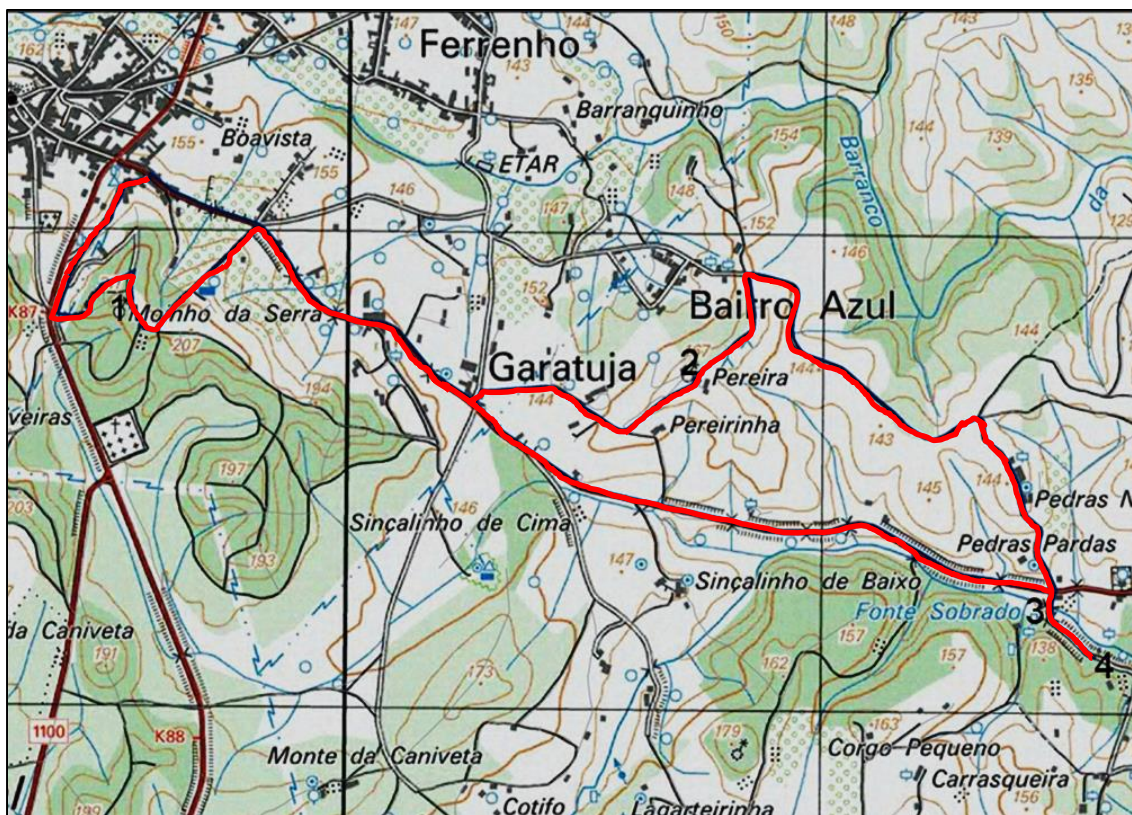 147
144
148
143
162
Ferrenho
143
150
135
Barranquinho
144
139
155
Boavista
154
155
ETAR
148
Barranco
146
147
da
152
129
146
152
K87
1
Moinho da Serra
Bairro Azul
207
144
Garatuja
2
Pereira
144
194
144
Pereirinha
veiras
143
197
144
145
146
Pedras N
203
Sinçalinho de Cima
Pedras Pardas
193
147
Sinçalinho de Baixo
Fonte Sobrado
3
da Caniveta
157
138
191
162
157
4
173
1100
K88
179
163
Monte da Caniveta
Corgo Pequeno
Carrasqueira
Cotifo
Lagarteirinha
156
199